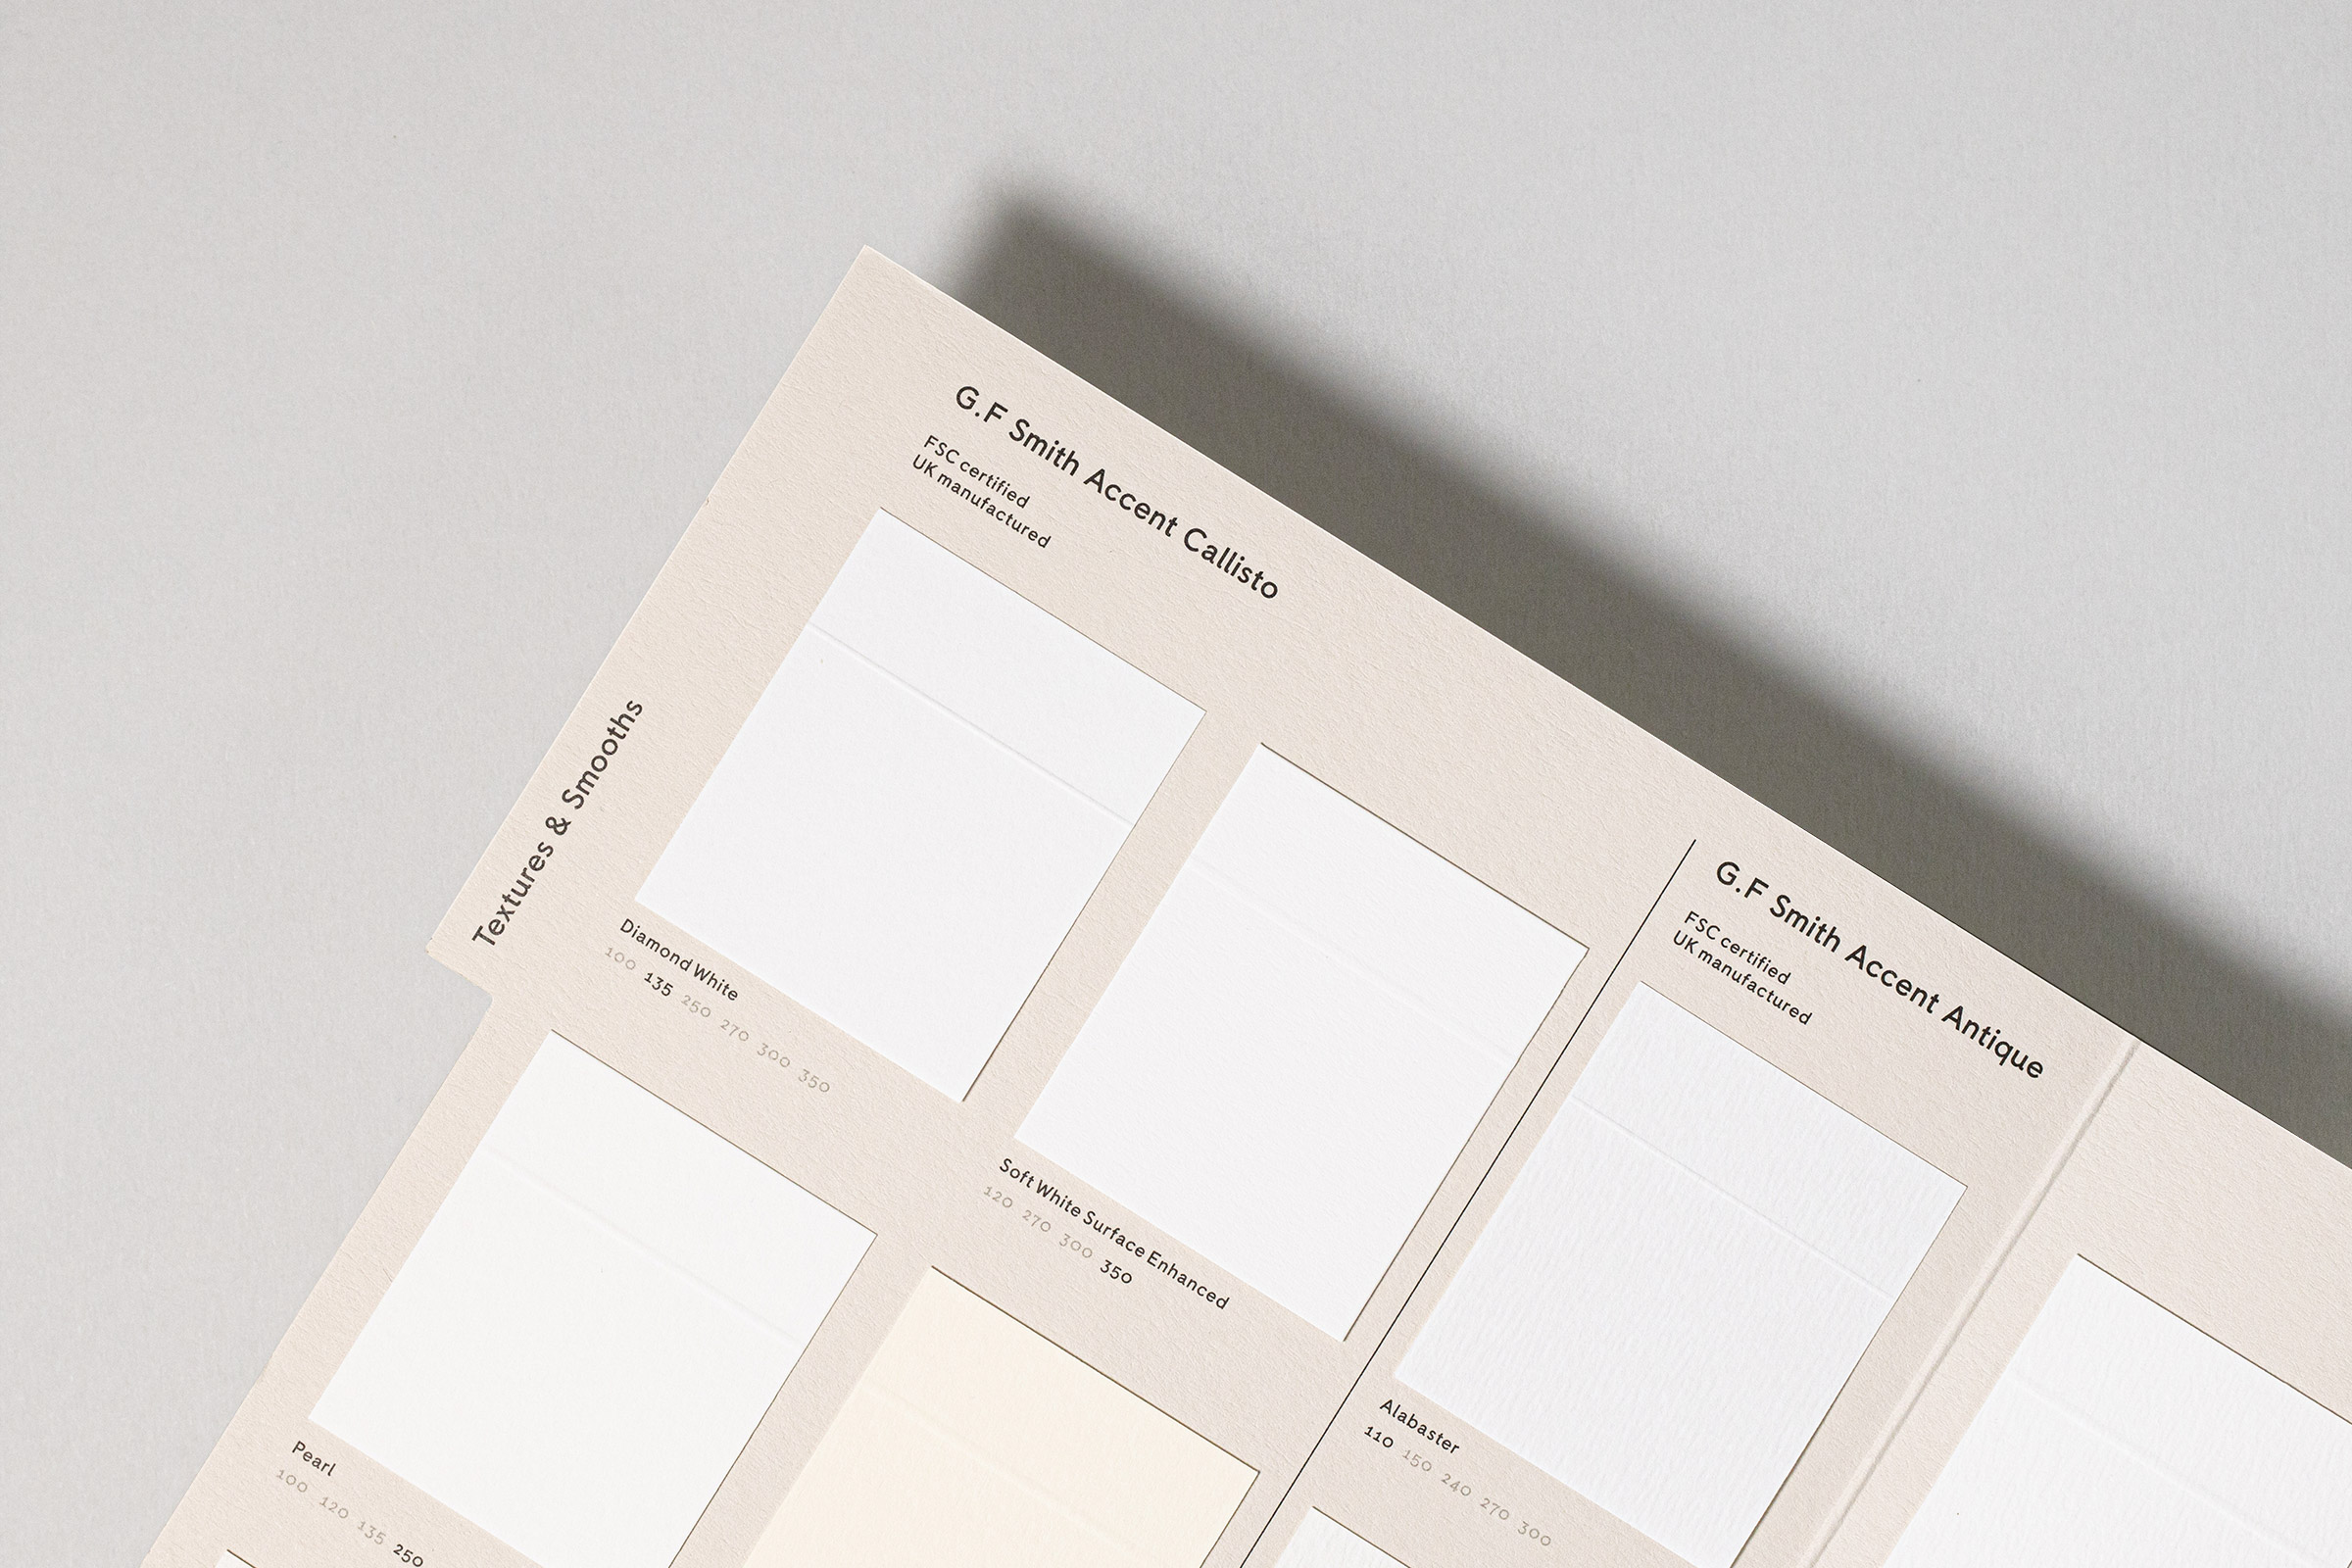 Textures & Smooths
G.F Smith Accent Callisto
FSC certified
UK manufactured
Diamond White
100 135 250 270 300 350
Soft White Surface Enhanced
120 270 300 350
Pearl
100 120 135 250
G.F Smith Accent Antique
FSC certified
UK manufactured
Alabaster
110 150 240 270 300